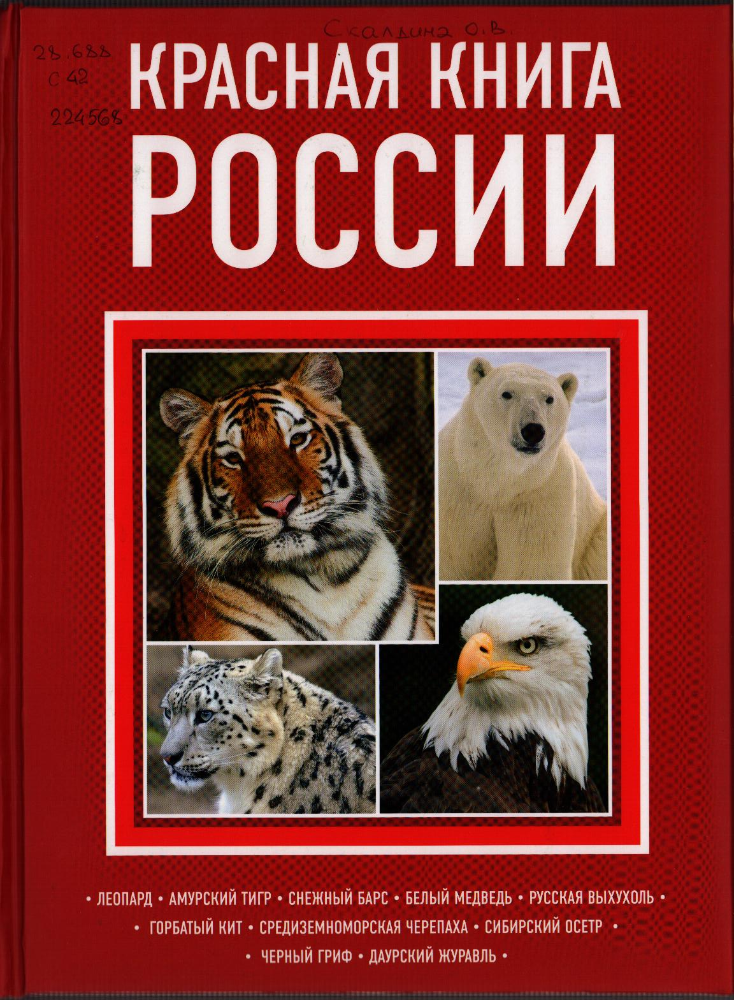 Скалдина О.В.
28.688
С 42
224568
КРАСНАЯ КНИГА
РОССИИ
• ЛЕОПАРД • АМУРСКИЙ ТИГР • СНЕЖНЫЙ БАРС • БЕЛЫЙ МЕДВЕДЬ • РУССКАЯ ВЫХУХОЛЬ •
• ГОРБАТЫЙ КИТ • СРЕДИЗЕМНОМОРСКАЯ ЧЕРЕПАХА • СИБИРСКИЙ ОСЕТР •
• ЧЕРНЫЙ ГРИФ • ДАУРСКИЙ ЖУРАВЛЬ •